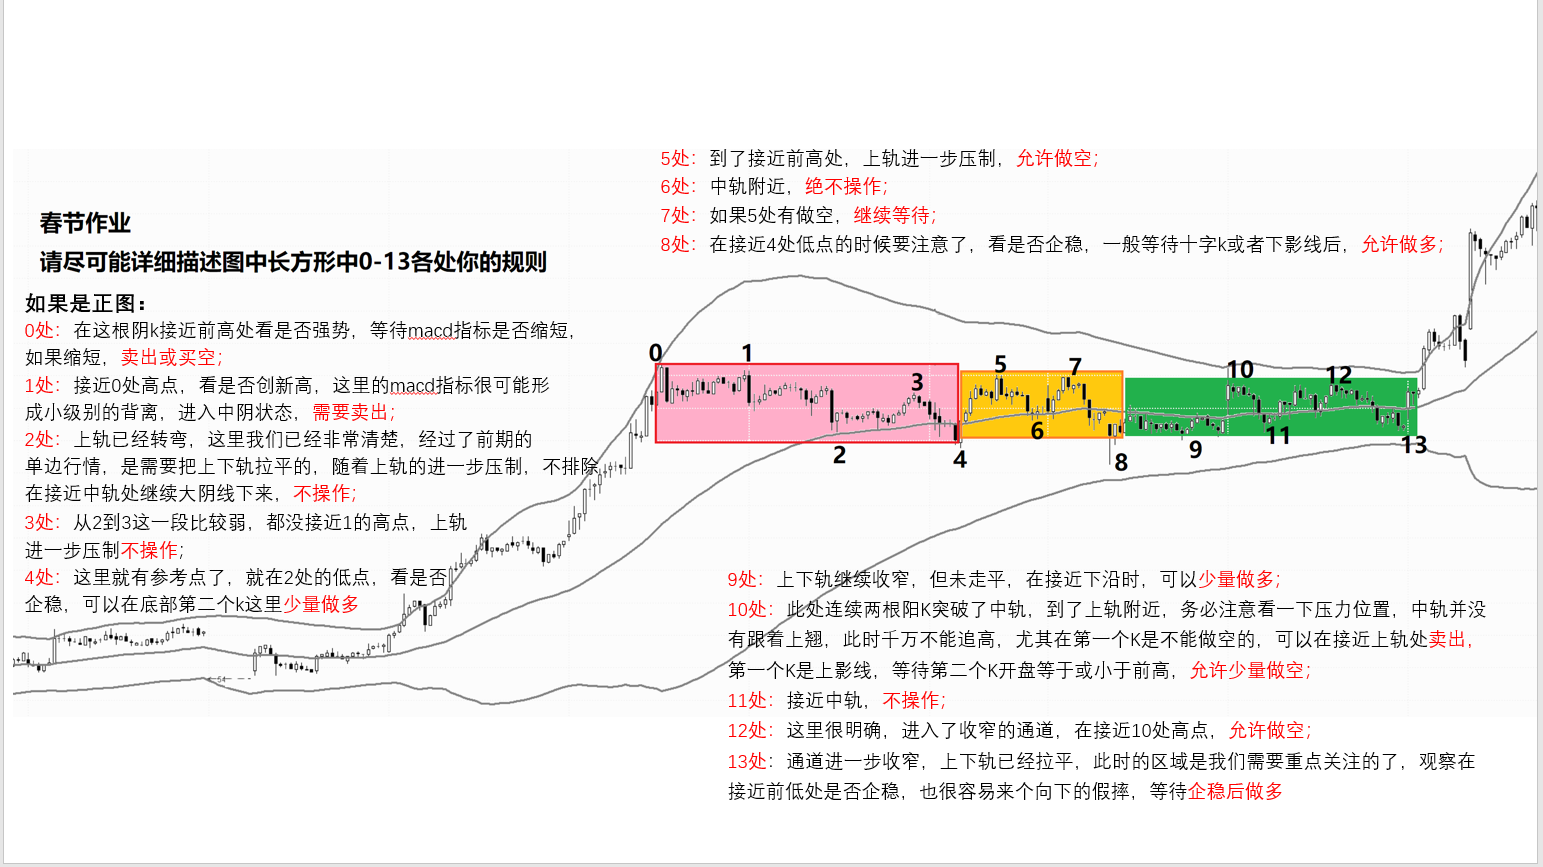 春节作业
请尽可能详细描述图中长方形中0-13各处你的规则
如果是正图：
0处：在这根阴k接近前高处看是否强势，等待macd指标是否缩短，
如果缩短，卖出或买空；
1处：接近0处高点，看是否创新高，这里的macd指标很可能形
成小级别的背离，进入中阴状态，需要卖出；
2处：上轨已经转弯，这里我们已经非常清楚，经过了前期的
单边行情，是需要把上下轨拉平的，随着上轨的进一步压制，不排除
在接近中轨处继续大阴线下来，不操作；
3处：从2到3这一段比较弱，都没接近1的高点，上轨
进一步压制不操作；
4处：这里就有参考点了，就在2处的低点，看是否
企稳，可以在底部第二个k这里少量做多
5处：到了接近前高处，上轨进一步压制，允许做空；
6处：中轨附近，绝不操作；
7处：如果5处有做空，继续等待；
8处：在接近4处低点的时候要注意了，看是否企稳，一般等待十字k或者下影线后，允许做多；
0
1
2
3
4
5
6
7
8
9
10
11
12
13
54
9处：上下轨继续收窄，但未走平，在接近下沿时，可以少量做多；
10处：此处连续两根阳K突破了中轨，到了上轨附近，务必注意看一下压力位置，中轨并没
有跟着上翘，此时千万不能追高，尤其在第一个K是不能做空的，可以在接近上轨处卖出，
第一个K是上影线，等待第二个K开盘等于或小于前高，允许少量做空；
11处：接近中轨，不操作；
12处：这里很明确，进入了收窄的通道，在接近10处高点，允许做空；
13处：通道进一步收窄，上下轨已经拉平，此时的区域是我们需要重点关注的了，观察在
接近前低处是否企稳，也很容易来个向下的假摔，等待企稳后做多